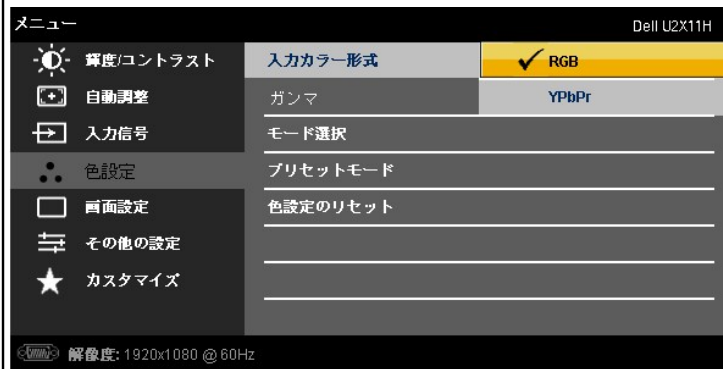 メニュー Dell U2X11H
輝度/コントラスト 入力カラー形式 RGB
自動調整 ガンマ YPbPr
入力信号 モード選択
色設定 プリセットモード
画面設定 色設定のリセット
その他の設定
カスタマイズ
解像度: 1920x1080 @ 60Hz